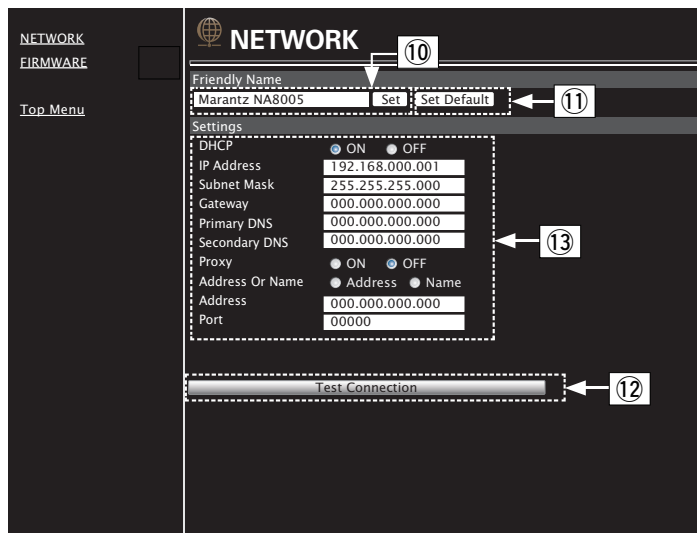 NETWORK
FIRMWARE
Top Menu
NETWORK
⑩
Friendly Name
Marantz NA8005 Set Set Default
⑪
Settings
DHCP ON OFF
IP Address 192.168.000.001
Subnet Mask 255.255.255.000
Gateway 000.000.000.000
Primary DNS 000.000.000.000
Secondary DNS 000.000.000.000
⑬
Proxy ON OFF
Address Or Name Address Name
Address 000.000.000.000
Port 00000
Test Connection
⑫